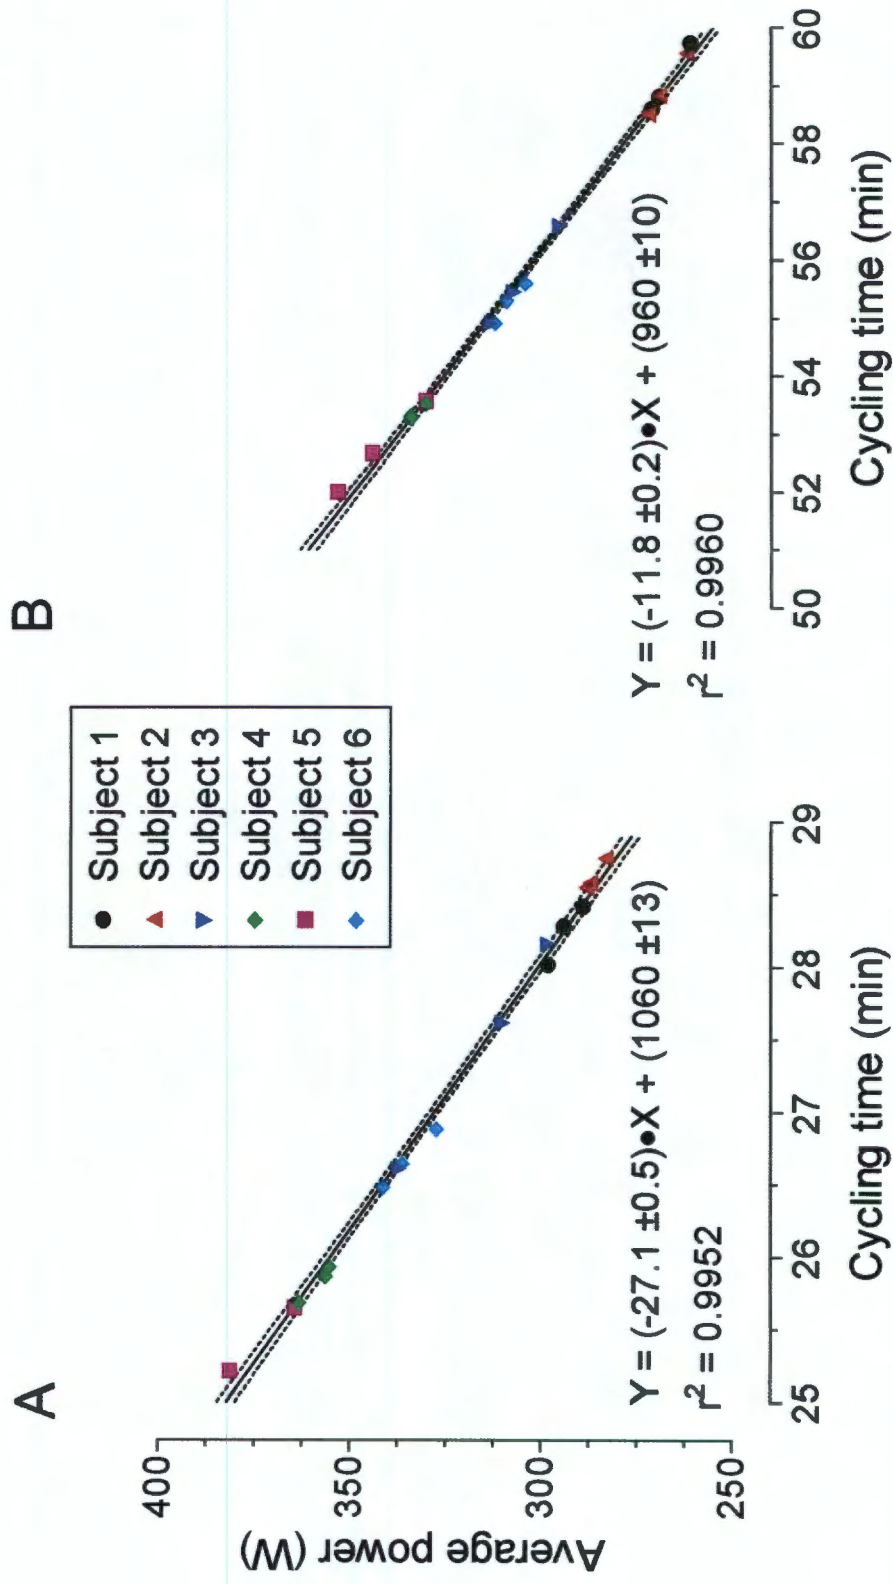 A
B
Subject 1
Subject 2
Subject 3
Subject 4
Subject 5
Subject 6
Average power (W)
400
350
300
250
Y = (-27.1 ±0.5)•X + (1060 ±13)
r² = 0.9952
25
26
27
28
29
Cycling time (min)
Y = (-11.8 ±0.2)•X + (960 ±10)
r² = 0.9960
50
52
54
56
58
60
Cycling time (min)